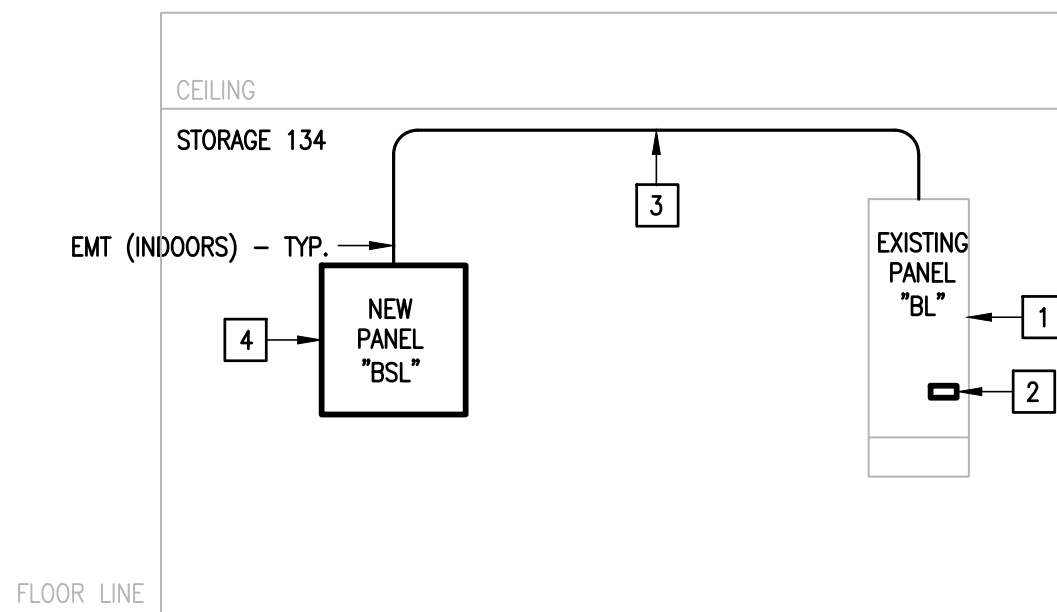 CEILING
STORAGE 134
3
EMT (INDOORS) - TYP.
EXISTING
PANEL
"BL"
NEW
PANEL
"BSL"
4
1
2
FLOOR LINE